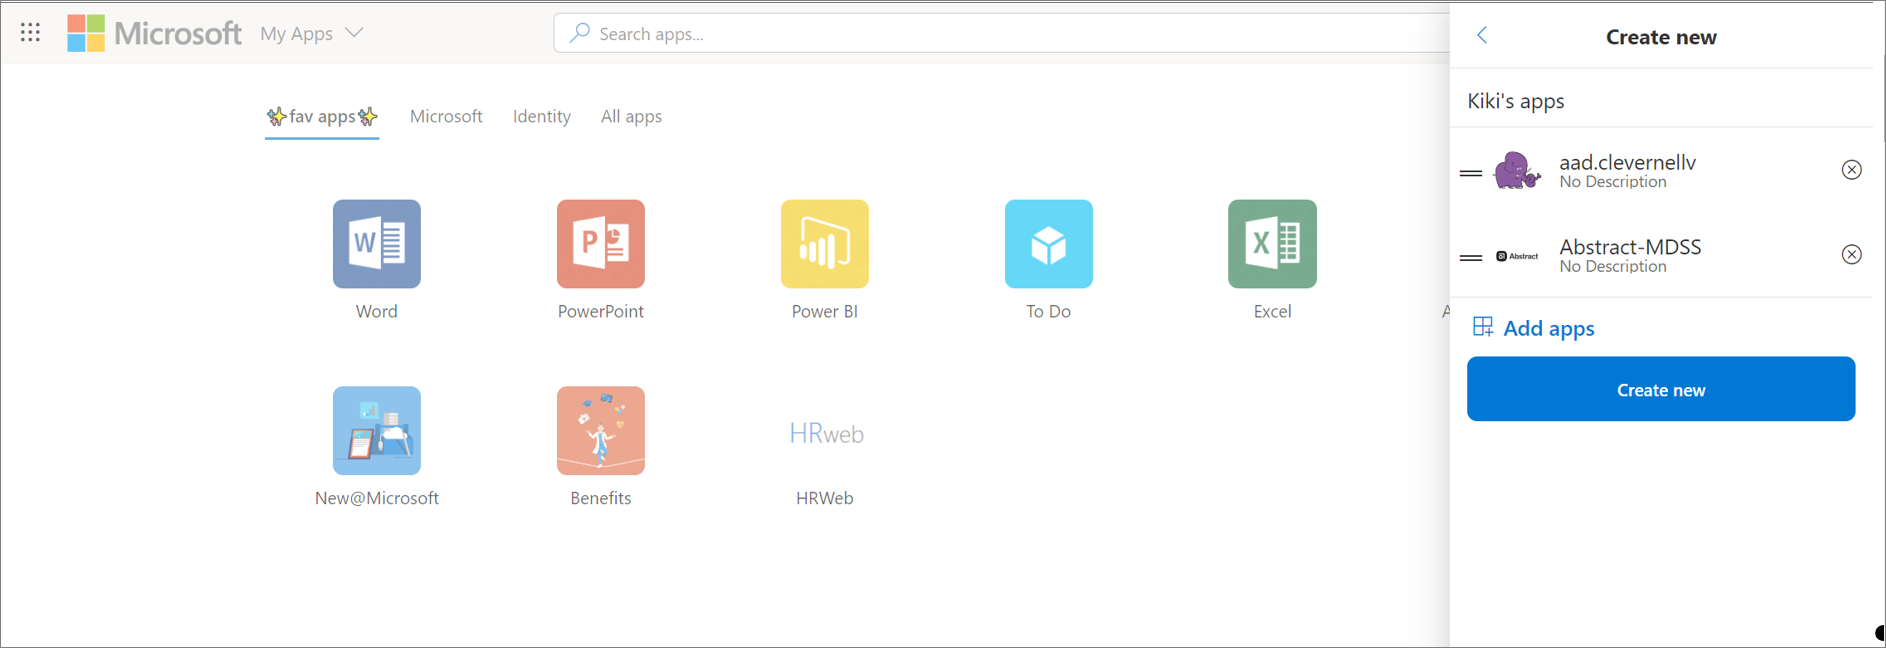 Microsoft My Apps Search apps...
Create new
Kiki's apps
fav apps Microsoft Identity All apps
aad.clevernellv
No Description
Abstract Abstract-MDSS
No Description
Word PowerPoint Power BI To Do Excel A
Add apps
Create new
HRweb
New@Microsoft Benefits HRWeb